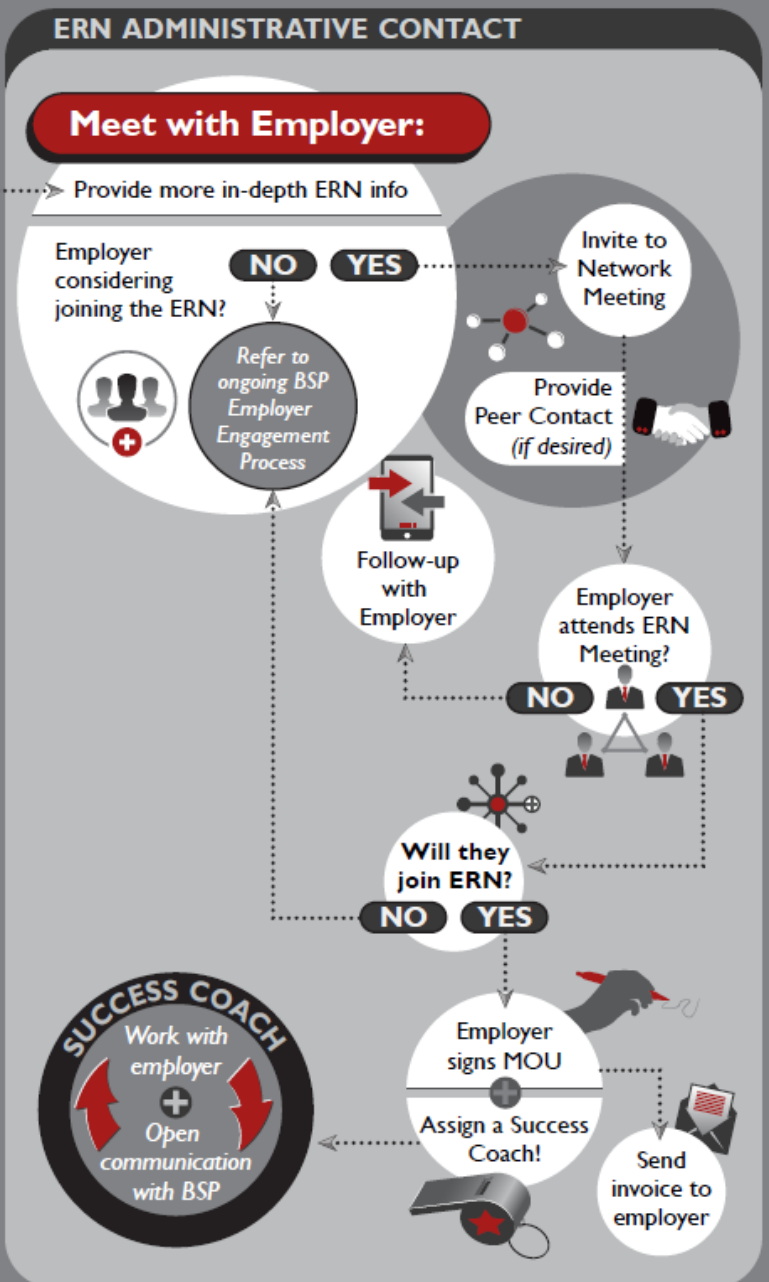 ERN ADMINISTRATIVE CONTACT
Meet with Employer:
Provide more in-depth ERN info
Employer
considering
joining the ERN?
NO
YES
Refer to
ongoing BSP
Employer
Engagement
Process
Invite to
Network
Meeting
Provide
Peer Contact
(if desired)
Follow-up
with
Employer
Employer
attends ERN
Meeting?
NO
YES
Will they
join ERN?
NO
YES
Employer
signs MOU
Assign a Success
Coach!
Send
invoice to
employer
SUCCESS COACH
Work with
employer
Open
communication
with BSP